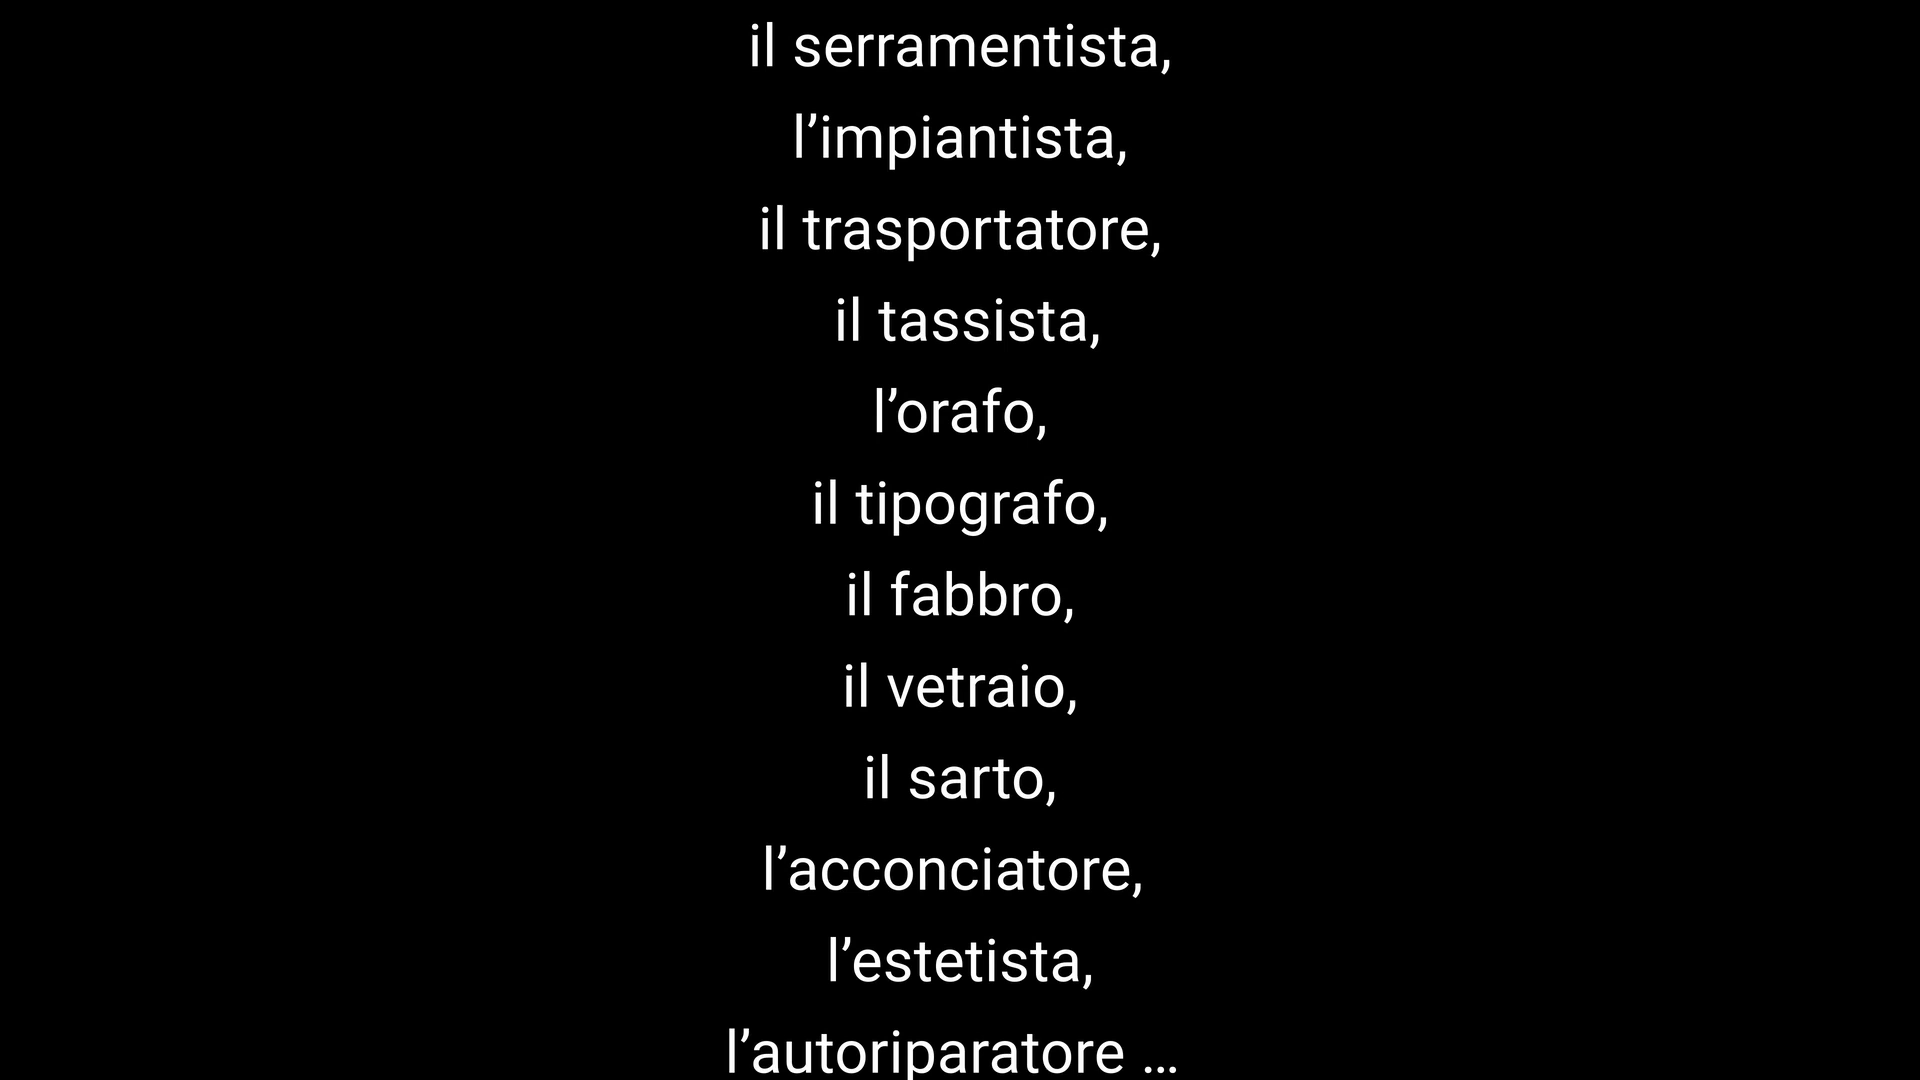 il serramentista,
l’impiantista,
il trasportatore,
il tassista,
l’orafo,
il tipografo,
il fabbro,
il vetraio,
il sarto,
l’acconciatore,
l’estetista,
l’autoriparatore ...